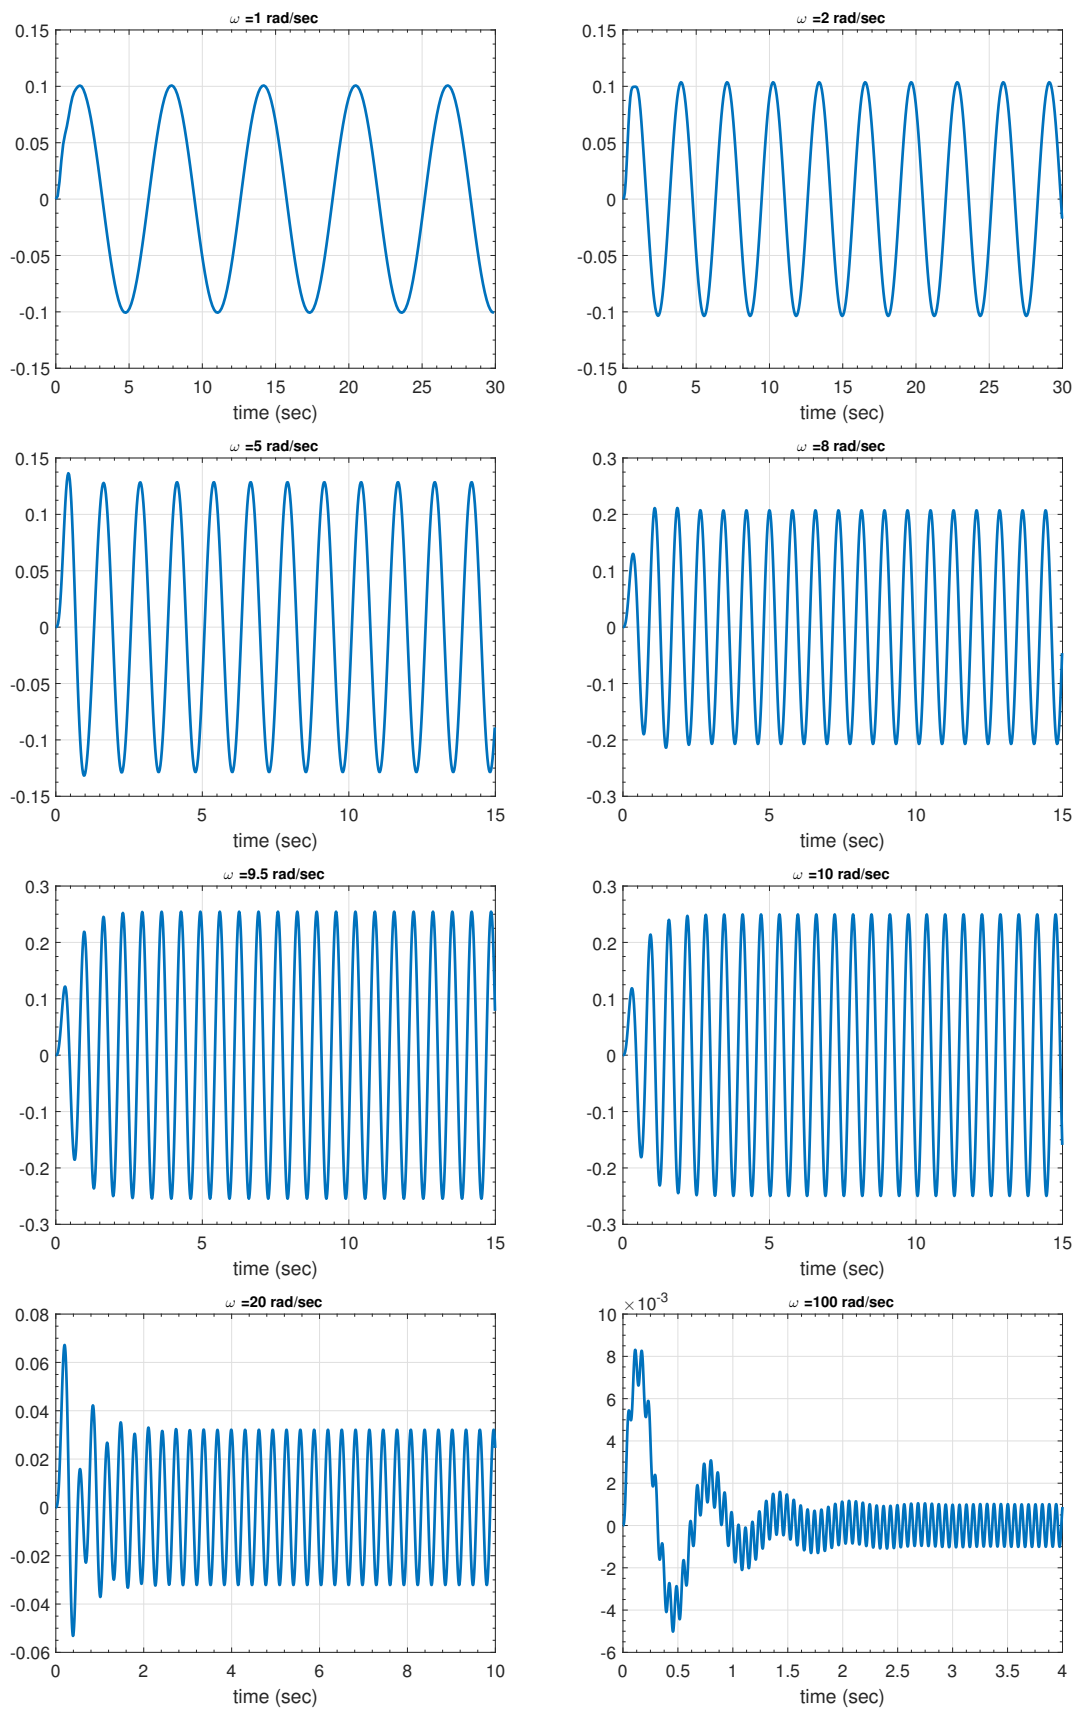 ω =1 rad/sec
0.15
0.1
0.05
0
-0.05
-0.1
-0.15
0 5 10 15 20 25 30
time (sec)
ω =2 rad/sec
0.15
0.1
0.05
0
-0.05
-0.1
-0.15
0 5 10 15 20 25 30
time (sec)
ω =5 rad/sec
0.15
0.1
0.05
0
-0.05
-0.1
-0.15
0 5 10 15
time (sec)
ω =8 rad/sec
0.3
0.2
0.1
0
-0.1
-0.2
-0.3
0 5 10 15
time (sec)
ω =9.5 rad/sec
0.3
0.2
0.1
0
-0.1
-0.2
-0.3
0 5 10 15
time (sec)
ω =10 rad/sec
0.3
0.2
0.1
0
-0.1
-0.2
-0.3
0 5 10 15
time (sec)
ω =20 rad/sec
0.08
0.06
0.04
0.02
0
-0.02
-0.04
-0.06
0 2 4 6 8 10
time (sec)
×10⁻³ ω =100 rad/sec
10
8
6
4
2
0
-2
-4
-6
0 0.5 1 1.5 2 2.5 3 3.5 4
time (sec)